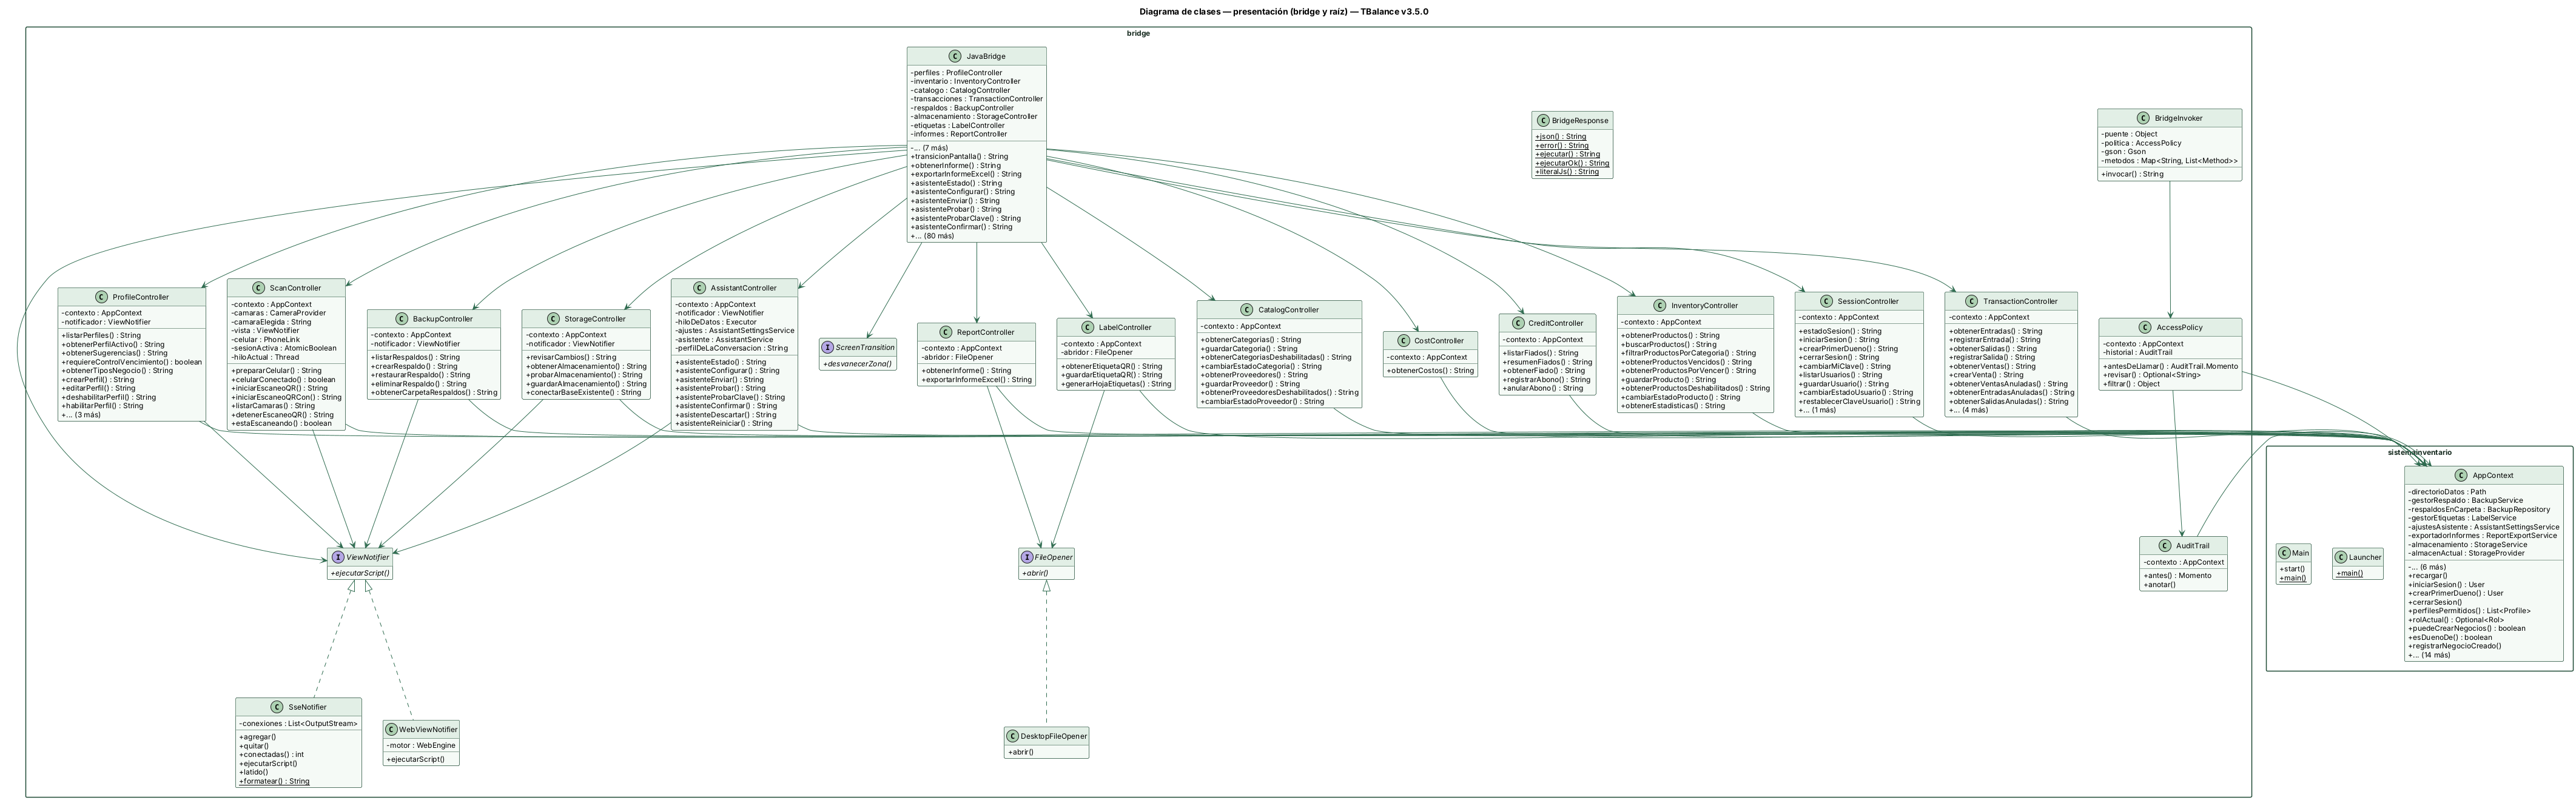 Diagrama de clases — presentación (bridge y raíz) — TBalance v3.5.0
bridge
C JavaBridge
-perfiles : ProfileController
-inventario : InventoryController
-catalogo : CatalogController
-transacciones : TransactionController
-respaldos : BackupController
-almacenamiento : StorageController
-etiquetas : LabelController
-informes : ReportController
-... (7 más)
+transicionPantalla() : String
+obtenerInforme() : String
+exportarInformeExcel() : String
+asistenteEstado() : String
+asistenteConfigurar() : String
+asistenteEnviar() : String
+asistenteProbar() : String
+asistenteProbarClave() : String
+asistenteConfirmar() : String
+... (80 más)
C BridgeResponse
+json() : String
+error() : String
+ejecutar() : String
+ejecutarOk() : String
+literalJs() : String
C BridgeInvoker
-puente : Object
-politica : AccessPolicy
-gson : Gson
-metodos : Map<String, List<Method>>
+invocar() : String
C ProfileController
-contexto : AppContext
-notificador : ViewNotifier
+listarPerfiles() : String
+obtenerPerfilActivo() : String
+obtenerSugerencias() : String
+requiereControlVencimiento() : boolean
+obtenerTiposNegocio() : String
+crearPerfil() : String
+editarPerfil() : String
+deshabilitarPerfil() : String
+habilitarPerfil() : String
+... (3 más)
C ScanController
-contexto : AppContext
-camaras : CameraProvider
-camaraElegida : String
-vista : ViewNotifier
-celular : PhoneLink
-sesionActiva : AtomicBoolean
-hiloActual : Thread
+prepararCelular() : String
+celularConectado() : boolean
+iniciarEscaneoQR() : String
+iniciarEscaneoQRCon() : String
+listarCamaras() : String
+detenerEscaneoQR() : String
+estaEscaneando() : boolean
C BackupController
-contexto : AppContext
-notificador : ViewNotifier
+listarRespaldos() : String
+crearRespaldo() : String
+restaurarRespaldo() : String
+eliminarRespaldo() : String
+obtenerCarpetaRespaldos() : String
C StorageController
-contexto : AppContext
-notificador : ViewNotifier
+revisarCambios() : String
+obtenerAlmacenamiento() : String
+probarAlmacenamiento() : String
+guardarAlmacenamiento() : String
+conectarBaseExistente() : String
C AssistantController
-contexto : AppContext
-notificador : ViewNotifier
-hiloDeDatos : Executor
-ajustes : AssistantSettingsService
-asistente : AssistantService
-perfilDeLaConversacion : String
+asistenteEstado() : String
+asistenteConfigurar() : String
+asistenteEnviar() : String
+asistenteProbar() : String
+asistenteProbarClave() : String
+asistenteConfirmar() : String
+asistenteDescartar() : String
+asistenteReiniciar() : String
I ScreenTransition
+desvanecerZona()
C ReportController
-contexto : AppContext
-abridor : FileOpener
+obtenerInforme() : String
+exportarInformeExcel() : String
C LabelController
-contexto : AppContext
-abridor : FileOpener
+obtenerEtiquetaQR() : String
+guardarEtiquetaQR() : String
+generarHojaEtiquetas() : String
C CatalogController
-contexto : AppContext
+obtenerCategorias() : String
+guardarCategoria() : String
+obtenerCategoriasDeshabilitadas() : String
+cambiarEstadoCategoria() : String
+obtenerProveedores() : String
+guardarProveedor() : String
+obtenerProveedoresDeshabilitados() : String
+cambiarEstadoProveedor() : String
C CostController
-contexto : AppContext
+obtenerCostos() : String
C CreditController
-contexto : AppContext
+listarFiados() : String
+resumenFiados() : String
+obtenerFiado() : String
+registrarAbono() : String
+anularAbono() : String
C InventoryController
-contexto : AppContext
+obtenerProductos() : String
+buscarProductos() : String
+filtrarProductosPorCategoria() : String
+obtenerProductosVencidos() : String
+obtenerProductosPorVencer() : String
+guardarProducto() : String
+obtenerProductosDeshabilitados() : String
+cambiarEstadoProducto() : String
+obtenerEstadisticas() : String
C SessionController
-contexto : AppContext
+estadoSesion() : String
+iniciarSesion() : String
+crearPrimerDueno() : String
+cerrarSesion() : String
+cambiarMiClave() : String
+listarUsuarios() : String
+guardarUsuario() : String
+cambiarEstadoUsuario() : String
+restablecerClaveUsuario() : String
+... (1 más)
C TransactionController
-contexto : AppContext
+obtenerEntradas() : String
+registrarEntrada() : String
+obtenerSalidas() : String
+registrarSalida() : String
+obtenerVentas() : String
+crearVenta() : String
+obtenerVentasAnuladas() : String
+obtenerEntradasAnuladas() : String
+obtenerSalidasAnuladas() : String
+... (4 más)
C AccessPolicy
-contexto : AppContext
-historial : AuditTrail
+antesDeLlamar() : AuditTrail.Momento
+revisar() : Optional<String>
+filtrar() : Object
sistemainventario
C AppContext
-directorioDatos : Path
-gestorRespaldo : BackupService
-respaldosEnCarpeta : BackupRepository
-gestorEtiquetas : LabelService
-ajustesAsistente : AssistantSettingsService
-exportadorInformes : ReportExportService
-almacenamiento : StorageService
-almacenActual : StorageProvider
-... (6 más)
+recargar()
+iniciarSesion() : User
+crearPrimerDueno() : User
+cerrarSesion()
+perfilesPermitidos() : List<Profile>
+rolActual() : Optional<Rol>
+puedeCrearNegocios() : boolean
+esDuenoDe() : boolean
+registrarNegocioCreado()
+... (14 más)
C Main
+start()
+main()
C Launcher
+main()
I ViewNotifier
+ejecutarScript()
I FileOpener
+abrir()
C AuditTrail
-contexto : AppContext
+antes() : Momento
+anotar()
C SseNotifier
-conexiones : List<OutputStream>
+agregar()
+quitar()
+conectadas() : int
+ejecutarScript()
+latido()
+formatear() : String
C WebViewNotifier
-motor : WebEngine
+ejecutarScript()
C DesktopFileOpener
+abrir()